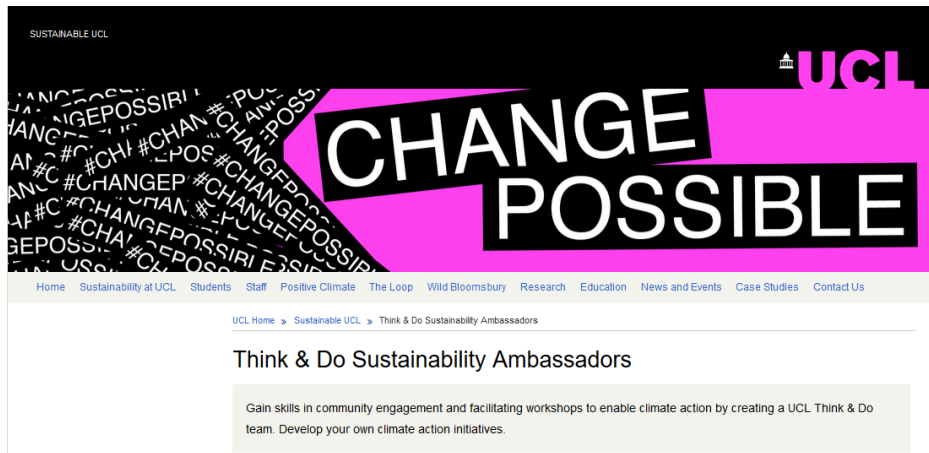 SUSTAINABLE UCL
UCL
CHANGE
POSSIBLE
#CHANGEP
Home Sustainability at UCL Students Staff Positive Climate The Loop Wild Bloomsbury Research Education News and Events Case Studies Contact Us
UCL Home » Sustainable UCL » Think & Do Sustainability Ambassadors
Think & Do Sustainability Ambassadors
Gain skills in community engagement and facilitating workshops to enable climate action by creating a UCL Think & Do
team. Develop your own climate action initiatives.